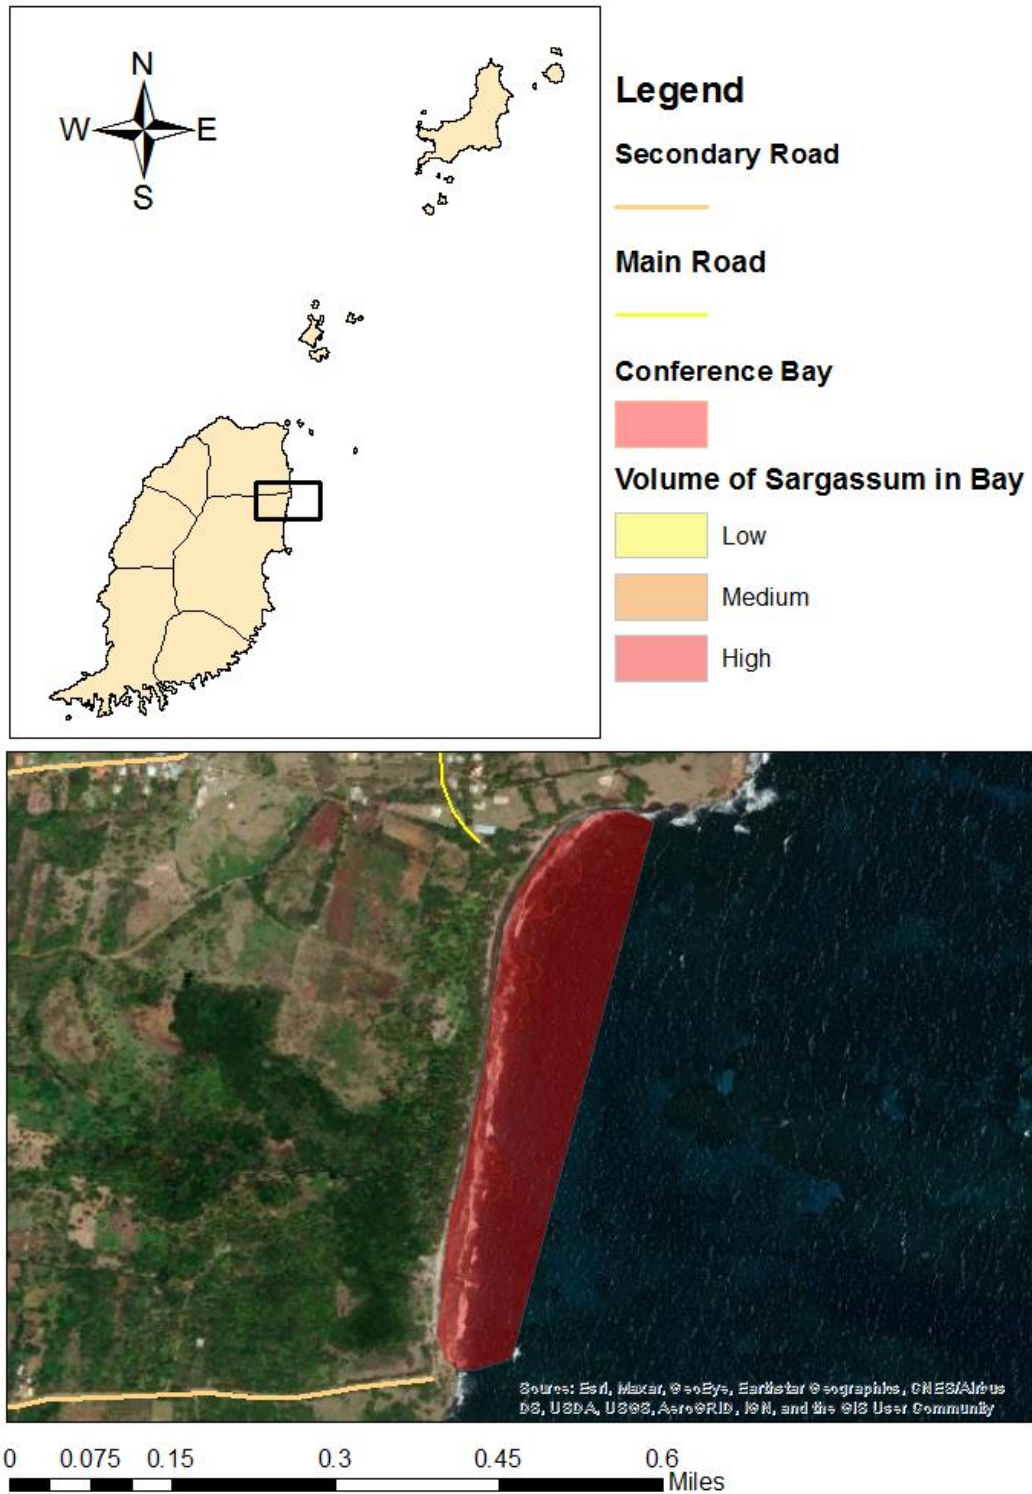 N
W E
S
Legend
Secondary Road
Main Road
Conference Bay
Volume of Sargassum in Bay
Low
Medium
High
Source: Esri, Maxar, GeoEye, Earthstar Geographics, CNES/Airbus
DS, USDA, USGS, AeroGRID, IGN, and the GIS User Community
0 0.075 0.15 0.3 0.45 0.6
Miles